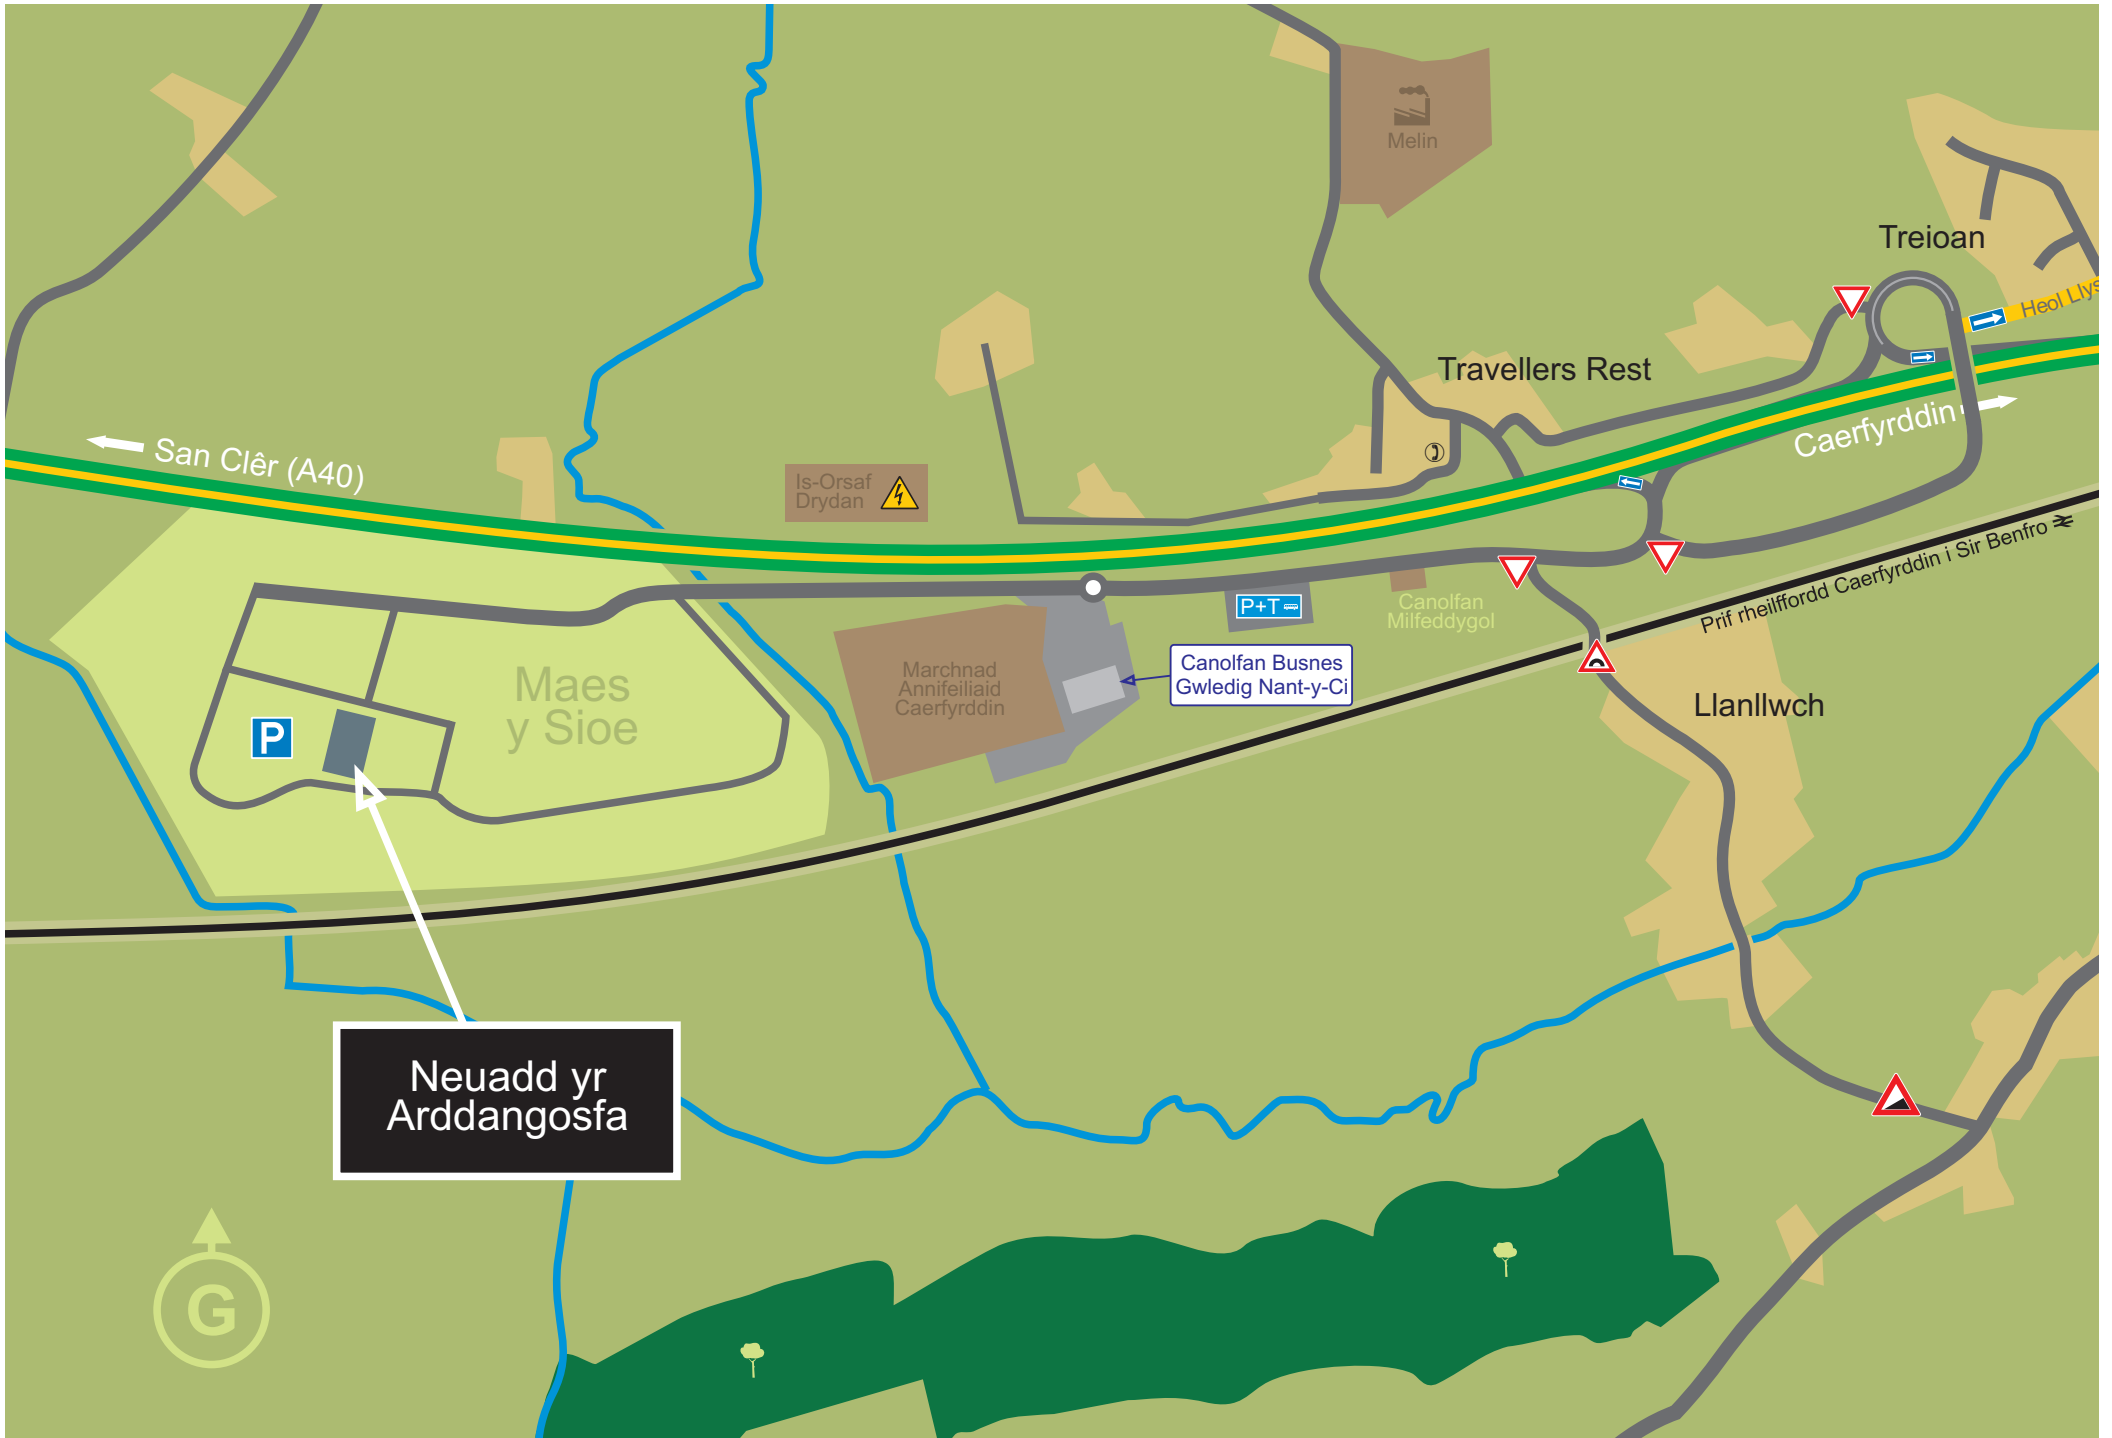 Melin
Treioan
Heol Llys
Travellers Rest
Caerfyrddin
San Clêr (A40)
Is-Orsaf
Drydan
Prif rheilffordd Caerfyrddin i Sir Benfro
P+T
Canolfan
Milfeddygol
Canolfan Busnes
Gwledig Nant-y-Ci
Marchnad
Annifeiliaid
Caerfyrddin
Maes
y Sioe
P
Llanllwch
Neuadd yr
Arddangosfa
G